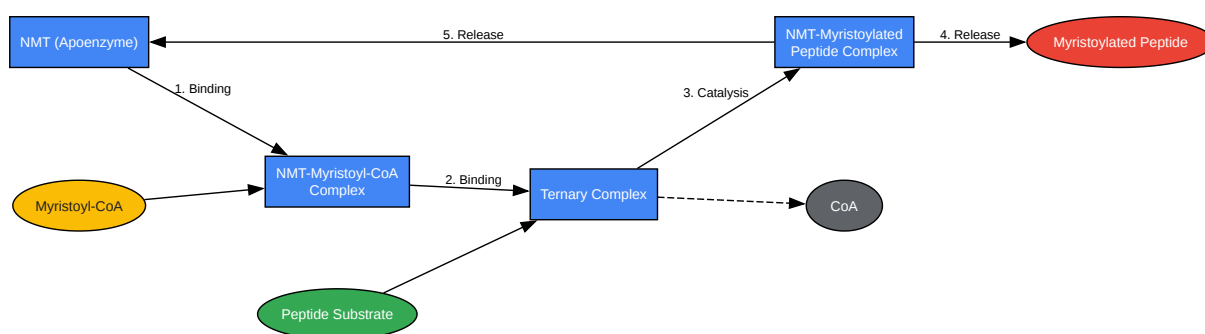 NMT (Apoenzyme)
5. Release
NMT-Myristoylated
Peptide Complex
4. Release
Myristoylated Peptide
1. Binding
3. Catalysis
NMT-Myristoyl-CoA
Complex
2. Binding
Ternary Complex
Myristoyl-CoA
CoA
Peptide Substrate